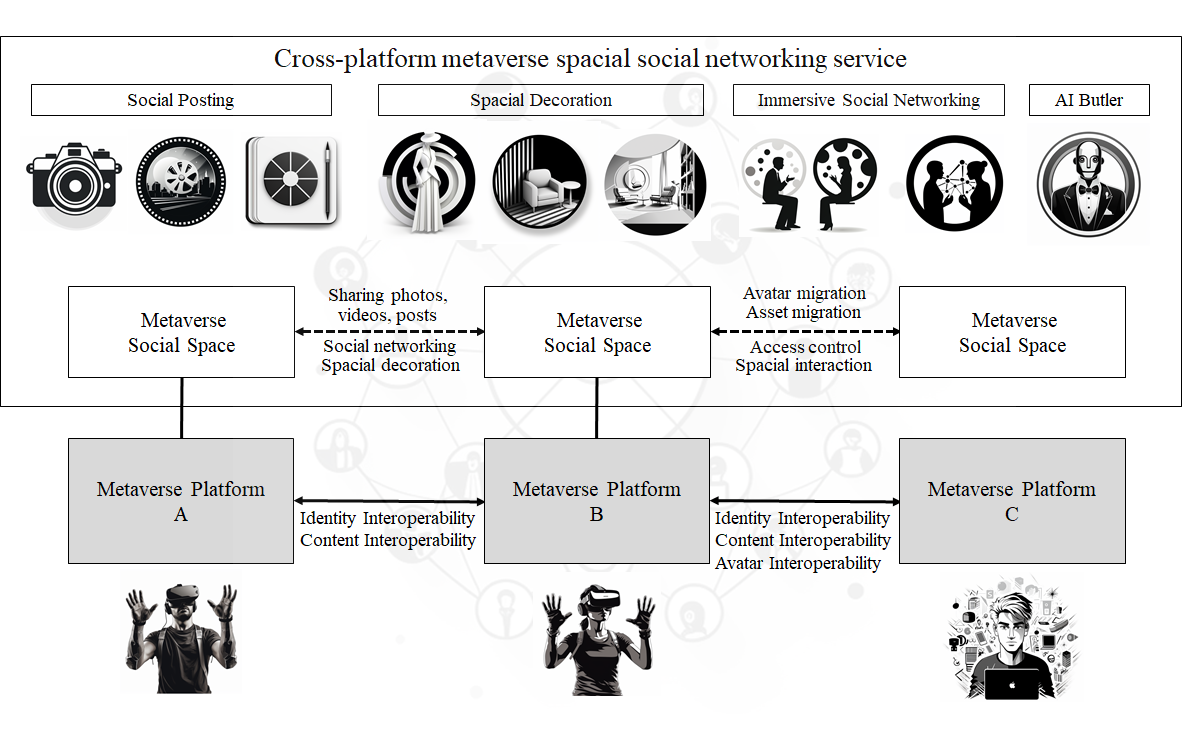 Cross-platform metaverse spacial social networking service
Social Posting
Spacial Decoration
Immersive Social Networking
AI Butler
Metaverse
Social Space
Sharing photos,
videos, posts
Social networking
Spacial decoration
Metaverse
Social Space
Avatar migration
Asset migration
Access control
Spacial interaction
Metaverse
Social Space
Metaverse Platform
A
Identity Interoperability
Content Interoperability
Metaverse Platform
B
Identity Interoperability
Content Interoperability
Avatar Interoperability
Metaverse Platform
C